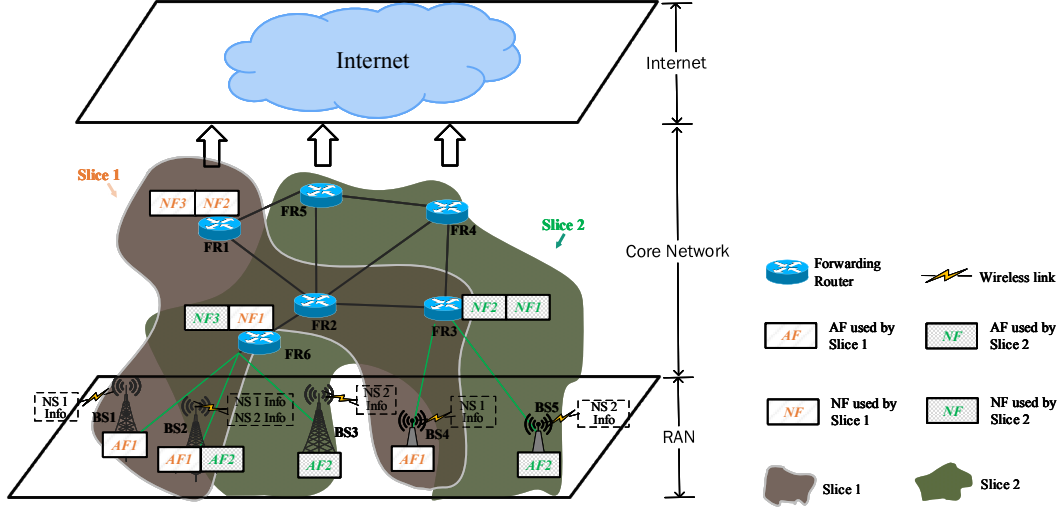 Internet
Internet
Slice 1
NF3 NF2
FR5
FR4
Slice 2
FR1
Core Network
NF3 NF1
FR2
NF2 NF1
FR3
FR6
NS 1
Info
BS1
AF1
NS 1 Info
NS 2 Info
BS2
AF1 AF2
NS 2
Info
BS3
AF2
NS 1
Info
BS4
AF1
BS5
AF2
NS 2
Info
RAN
Forwarding
Router
Wireless link
AF
AF used by
Slice 1
NF
AF used by
Slice 2
NF
NF used by
Slice 1
NF
NF used by
Slice 2
Slice 1
Slice 2